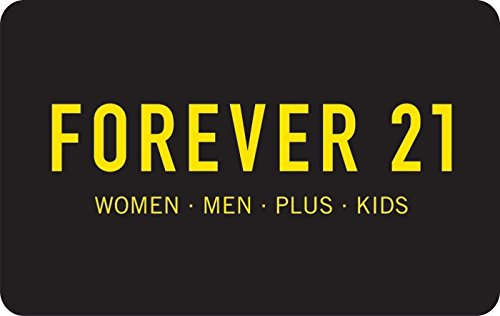 FOREVER 21
WOMEN · MEN · PLUS · KIDS